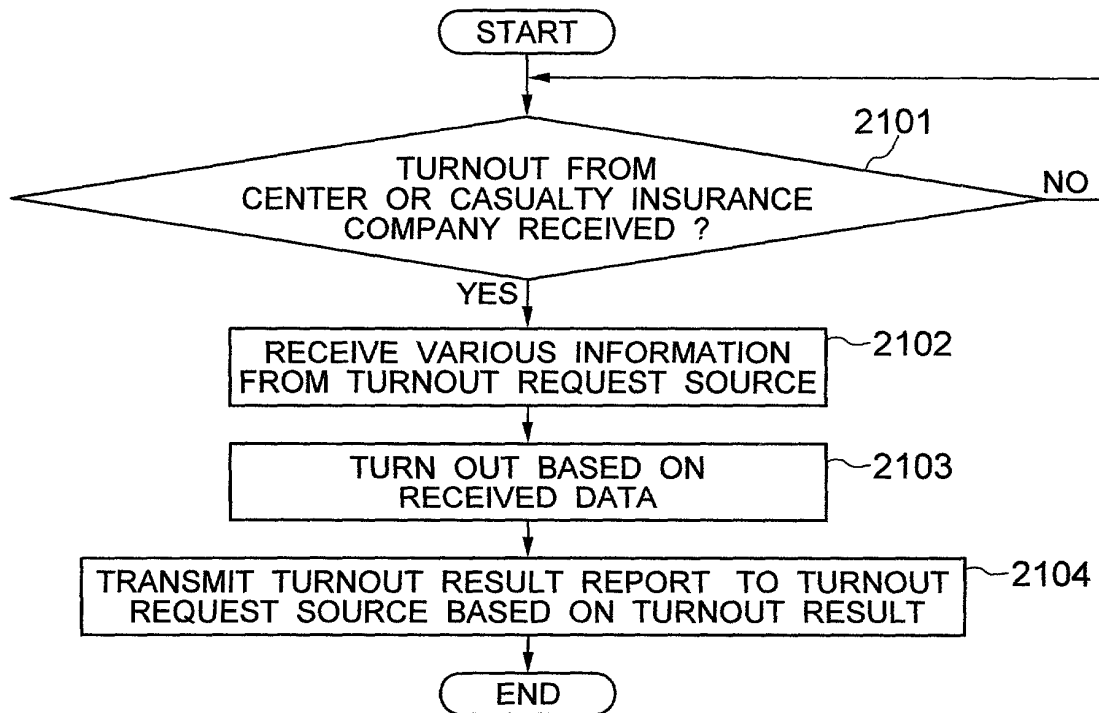 START
2101
TURNOUT FROM
CENTER OR CASUALTY INSURANCE
COMPANY RECEIVED ?
NO
YES
RECEIVE VARIOUS INFORMATION
FROM TURNOUT REQUEST SOURCE
2102
TURN OUT BASED ON
RECEIVED DATA
2103
TRANSMIT TURNOUT RESULT REPORT TO TURNOUT
REQUEST SOURCE BASED ON TURNOUT RESULT
2104
END